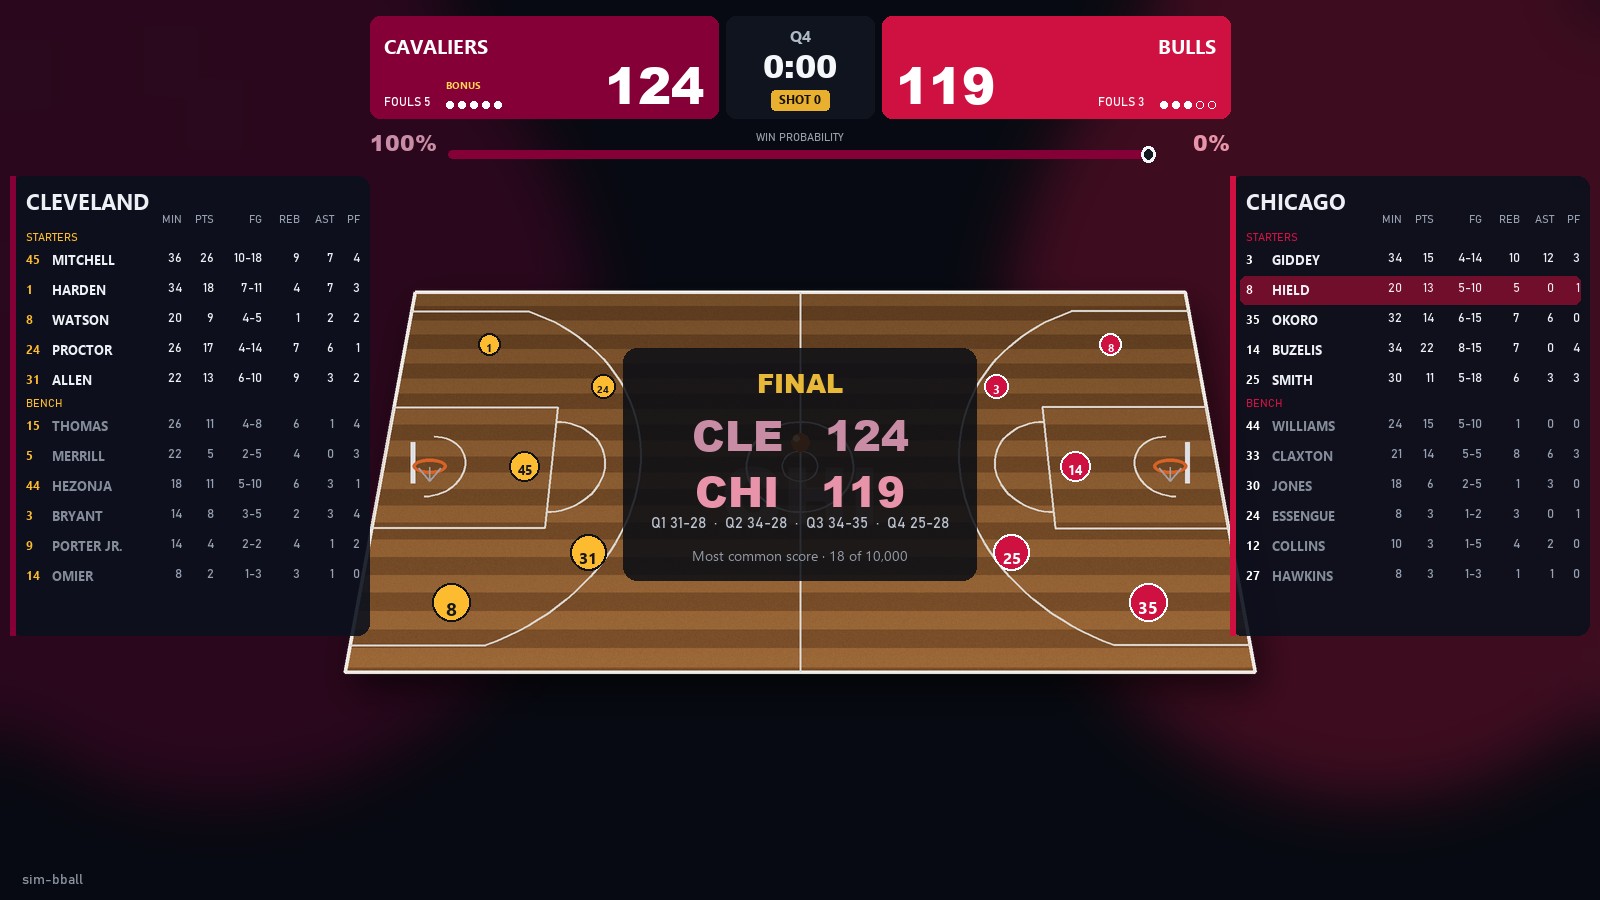 CAVALIERS
BONUS
FOULS 5
124
Q4
0:00
SHOT 0
BULLS
119
FOULS 3
100%
WIN PROBABILITY
0%
CLEVELAND
MIN PTS FG REB AST PF
STARTERS
45 MITCHELL 36 26 10-18 9 7 4
1 HARDEN 34 18 7-11 4 7 3
8 WATSON 20 9 4-5 1 2 2
24 PROCTOR 26 17 4-14 7 6 1
31 ALLEN 22 13 6-10 9 3 2
BENCH
15 THOMAS 26 11 4-8 6 1 4
5 MERRILL 22 5 2-5 4 0 3
44 HEZONJA 18 11 5-10 6 3 1
3 BRYANT 14 8 3-5 2 3 4
9 PORTER JR. 14 4 2-2 4 1 2
14 OMIER 8 2 1-3 3 1 0
1
24
45
31
8
FINAL
CLE 124
CHI 119
Q1 31-28 · Q2 34-28 · Q3 34-35 · Q4 25-28
Most common score · 18 of 10,000
8
3
14
25
35
CHICAGO
MIN PTS FG REB AST PF
STARTERS
3 GIDDEY 34 15 4-14 10 12 3
8 HIELD 20 13 5-10 5 0 1
35 OKORO 32 14 6-15 7 6 0
14 BUZELIS 34 22 8-15 7 0 4
25 SMITH 30 11 5-18 6 3 3
BENCH
44 WILLIAMS 24 15 5-10 1 0 0
33 CLAXTON 21 14 5-5 8 6 3
30 JONES 18 6 2-5 1 3 0
24 ESSENGUE 8 3 1-2 3 0 1
12 COLLINS 10 3 1-5 4 2 0
27 HAWKINS 8 3 1-3 1 1 0
sim-bball